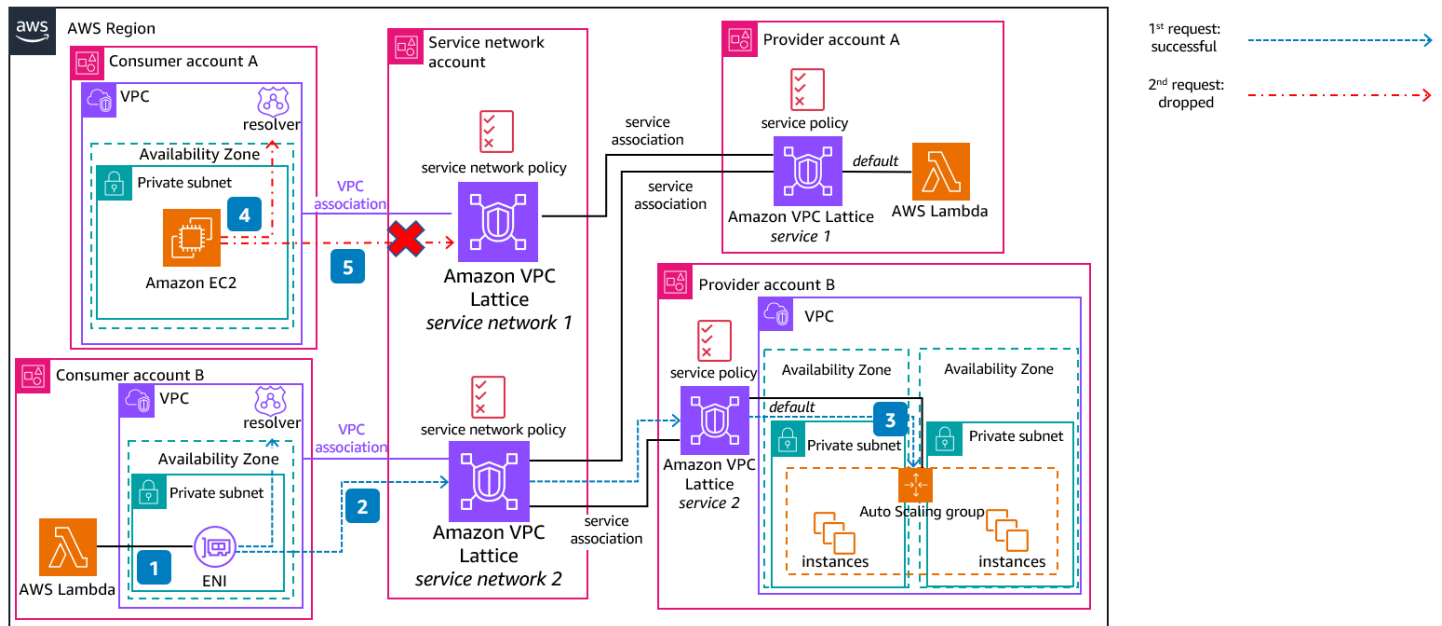 aws
AWS Region
Consumer account A
VPC
resolver
Availability Zone
Private subnet
4
Amazon EC2
VPC
association
5
Service network
account
service network policy
Amazon VPC
Lattice
service network 1
service
association
service
association
Provider account A
service policy
default
Amazon VPC Lattice
service 1
AWS Lambda
1st request:
successful
2nd request:
dropped
Consumer account B
VPC
resolver
Availability Zone
Private subnet
AWS Lambda
1
ENI
2
VPC
association
service network policy
Amazon VPC
Lattice
service network 2
service
association
Provider account B
VPC
service policy
Amazon VPC
Lattice
service 2
default
3
Availability Zone
Availability Zone
Private subnet
Private subnet
Auto Scaling group
instances
instances